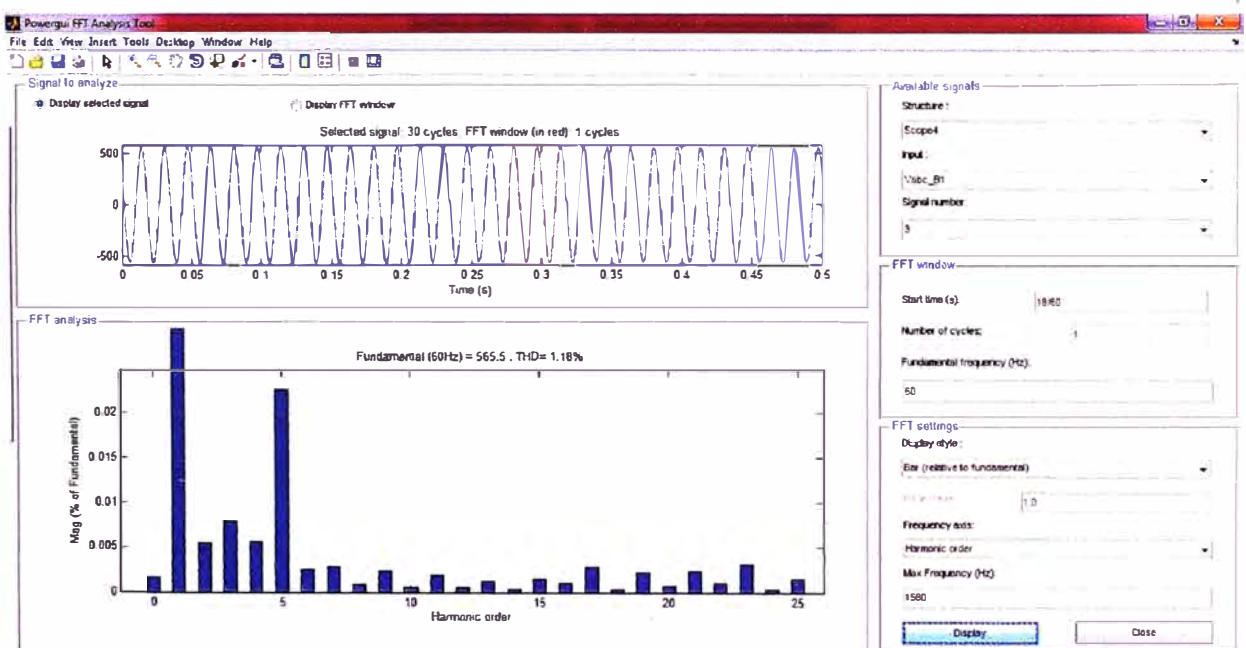 Powergui FFT Analysis Tool
File Edit View Insert Tools Desktop Window Help
Signal to analyze
Display selected signal
Display FFT window
Selected signal: 30 cycles. FFT window (in red): 1 cycles
500
0
-500
0 0.05 0.1 0.15 0.2 0.25 0.3 0.35 0.4 0.45 0.5
Time (s)
FFT analysis
Fundamental (60Hz) = 565.5 , THD= 1.18%
0.02
0.015
0.01
0.005
0
Mag (% of Fundamental)
0 5 10 15 20 25
Harmonic order
Available signals
Structure :
Scope4
Input :
Vabc_B1
Signal number:
3
FFT window
Start time (s):
18/60
Number of cycles:
1
Fundamental frequency (Hz):
60
FFT settings
Display style :
Bar (relative to fundamental)
1.0
Frequency axis:
Harmonic order
Max Frequency (Hz):
1580
Display
Close